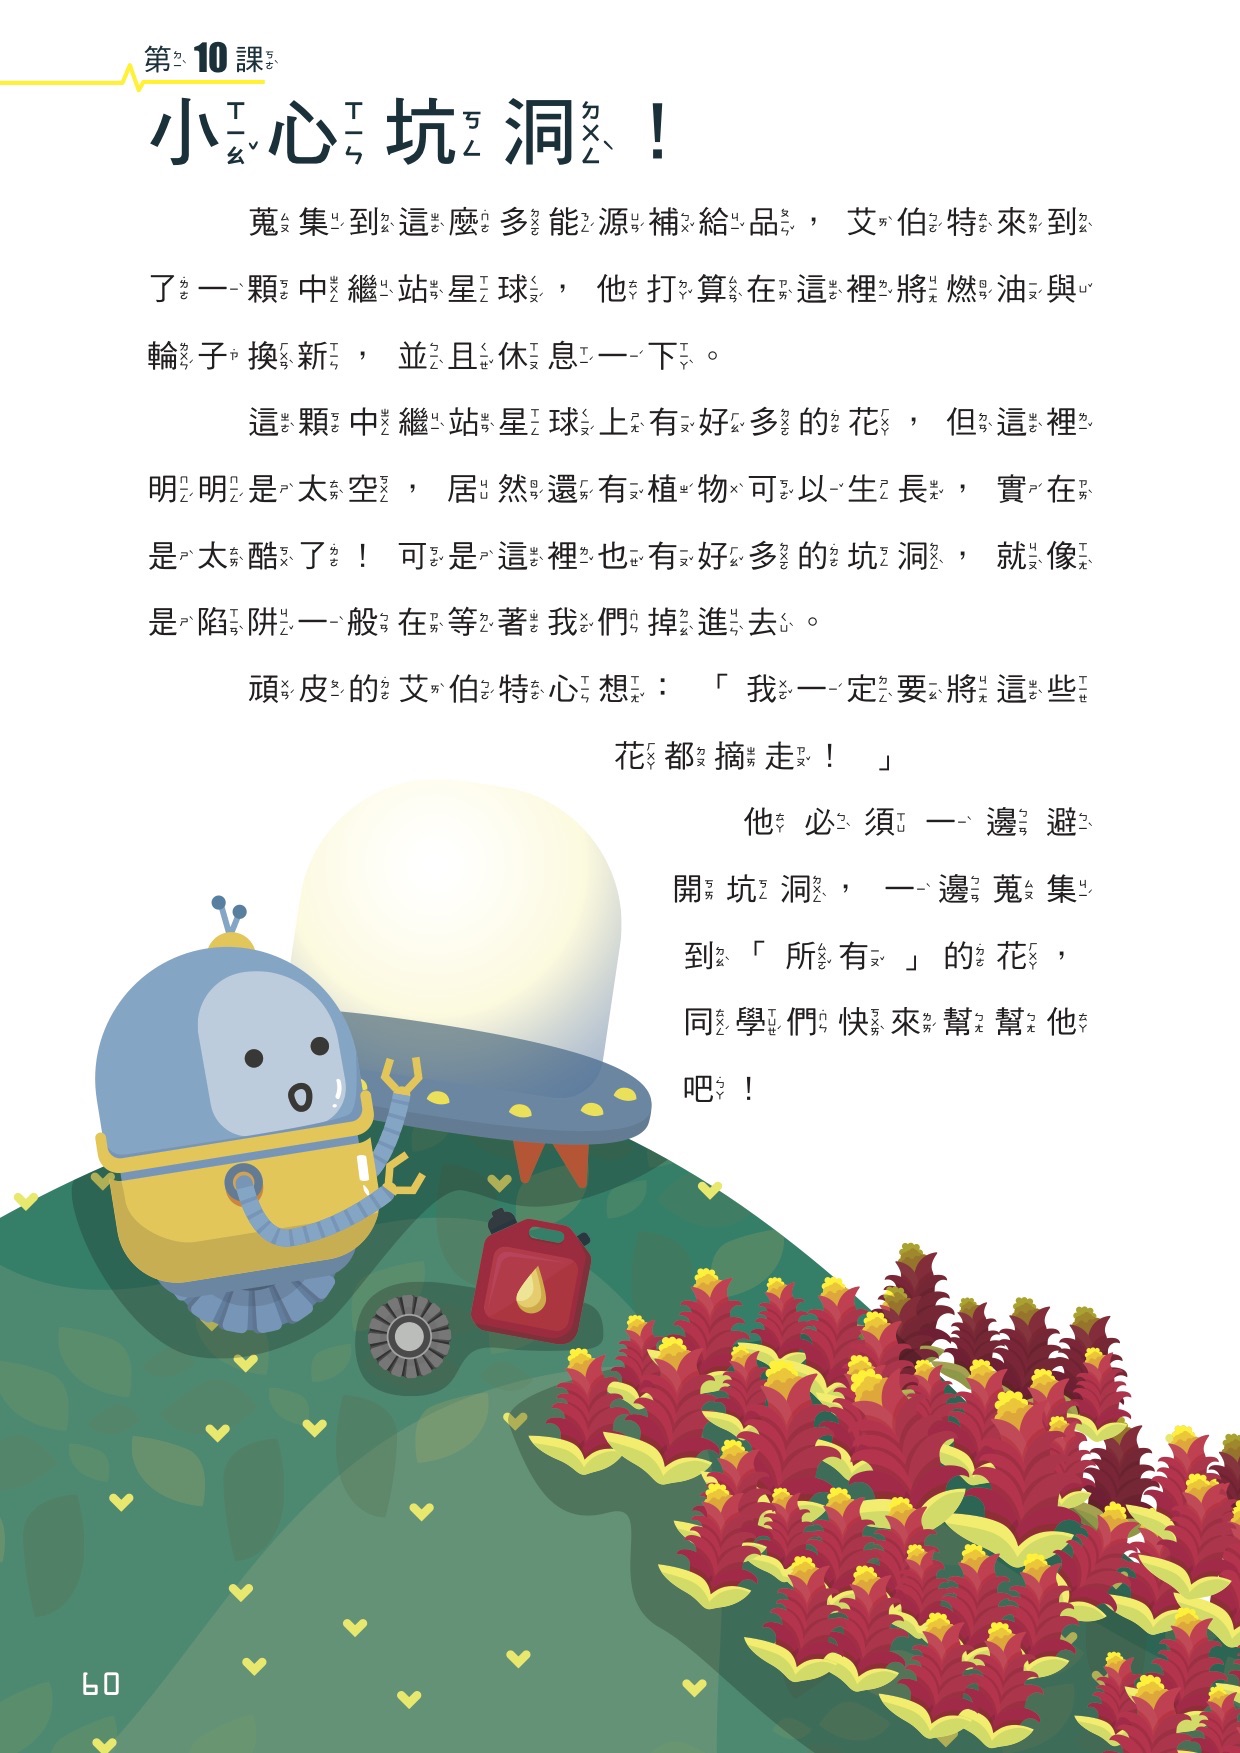 第10課
小心坑洞！
蒐集到這麼多能源補給品，艾伯特來到
了一顆中繼站星球，他打算在這裡將燃油與
輪子換新，並且休息一下。
這顆中繼站星球上有好多的花，但這裡
明明是太空，居然還有植物可以生長，實在
是太酷了！可是這裡也有好多的坑洞，就像
是陷阱一般在等著我們掉進去。
頑皮的艾伯特心想：「我一定要將這些
花都摘走！」
他必須一邊避
開坑洞，一邊蒐集
到「所有」的花，
同學們快來幫幫他
吧！
60